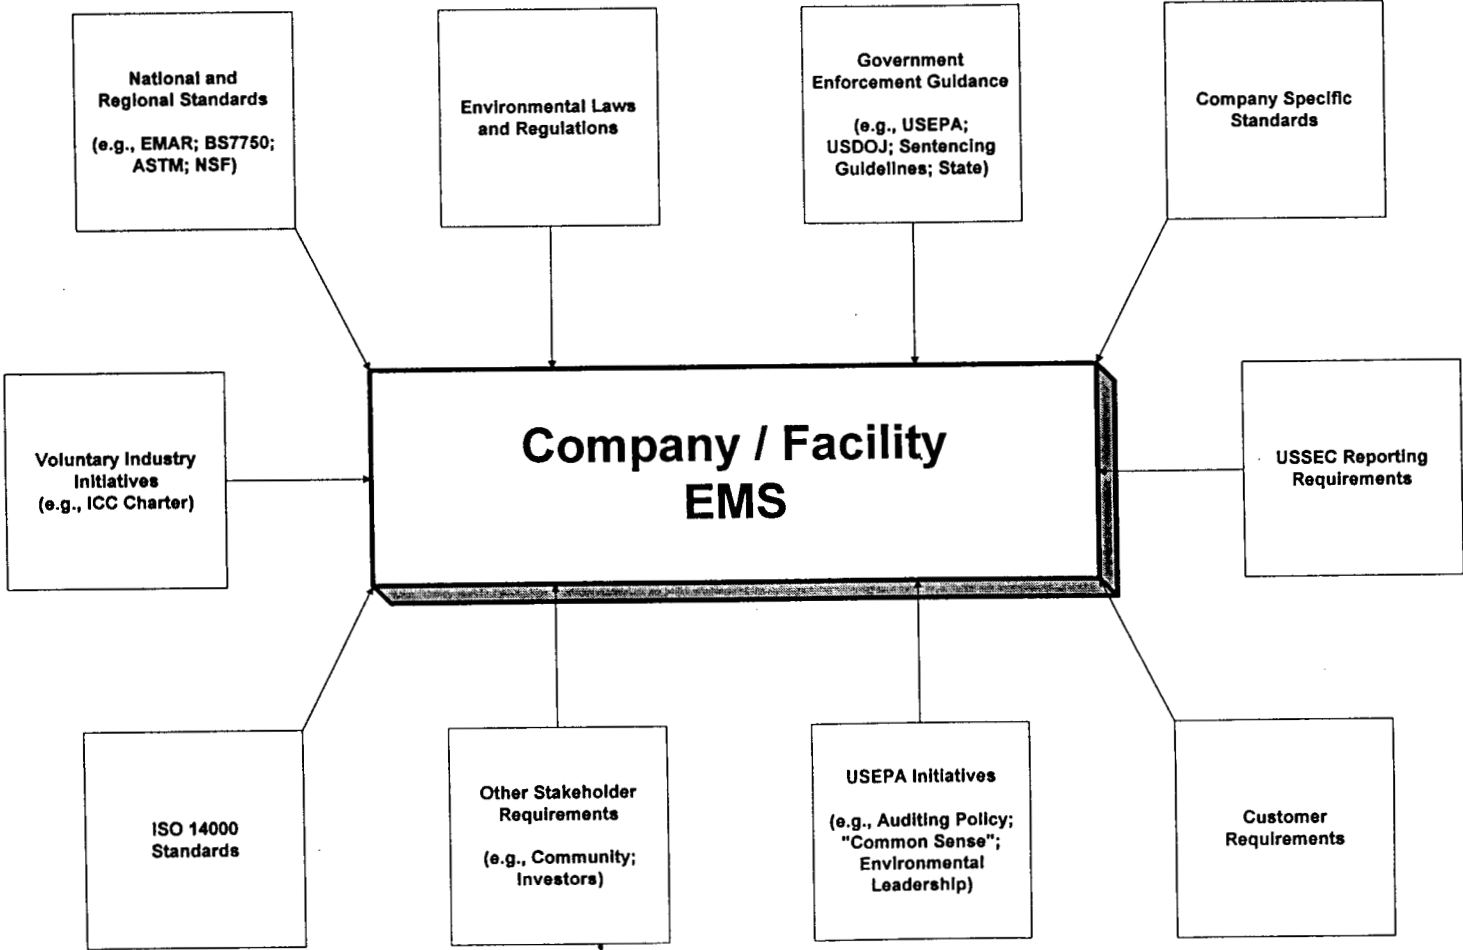 National and
Regional Standards
(e.g., EMAR; BS7750;
ASTM; NSF)
Environmental Laws
and Regulations
Government
Enforcement Guidance
(e.g., USEPA;
USDOJ; Sentencing
Guidelines; State)
Company Specific
Standards
Voluntary Industry
Initiatives
(e.g., ICC Charter)
Company / Facility
EMS
USSEC Reporting
Requirements
ISO 14000
Standards
Other Stakeholder
Requirements
(e.g., Community;
Investors)
USEPA Initiatives
(e.g., Auditing Policy;
"Common Sense";
Environmental
Leadership)
Customer
Requirements